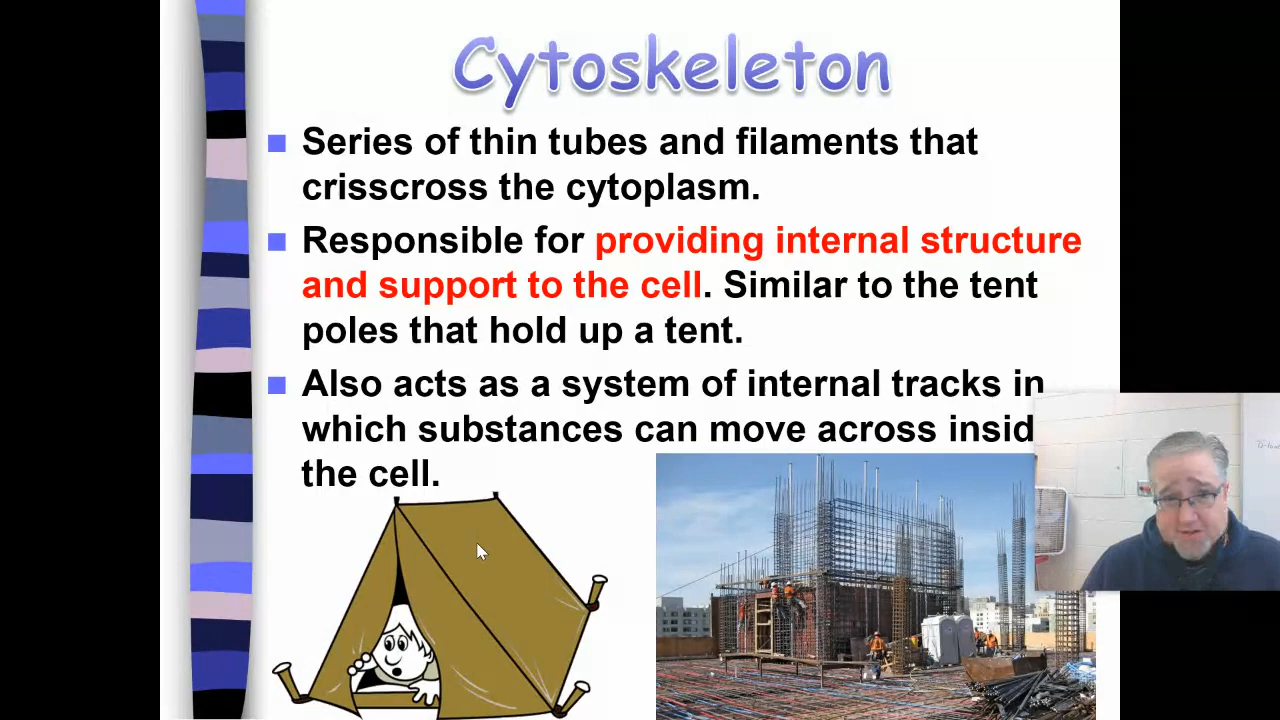 Cytoskeleton
Series of thin tubes and filaments that
crisscross the cytoplasm.
Responsible for providing internal structure
and support to the cell. Similar to the tent
poles that hold up a tent.
Also acts as a system of internal tracks in
which substances can move across insid
the cell.